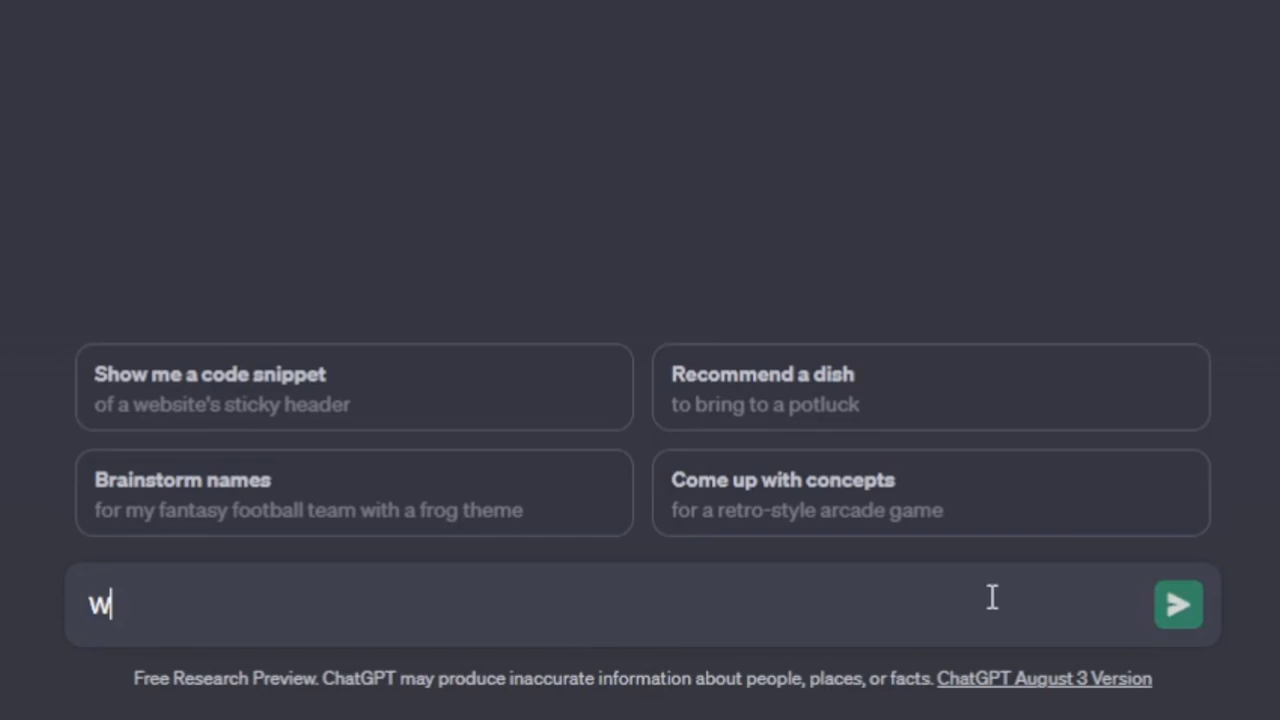 Show me a code snippet
of a website's sticky header
Recommend a dish
to bring to a potluck
Brainstorm names
for my fantasy football team with a frog theme
Come up with concepts
for a retro-style arcade game
W
Free Research Preview. ChatGPT may produce inaccurate information about people, places, or facts. ChatGPT August 3 Version